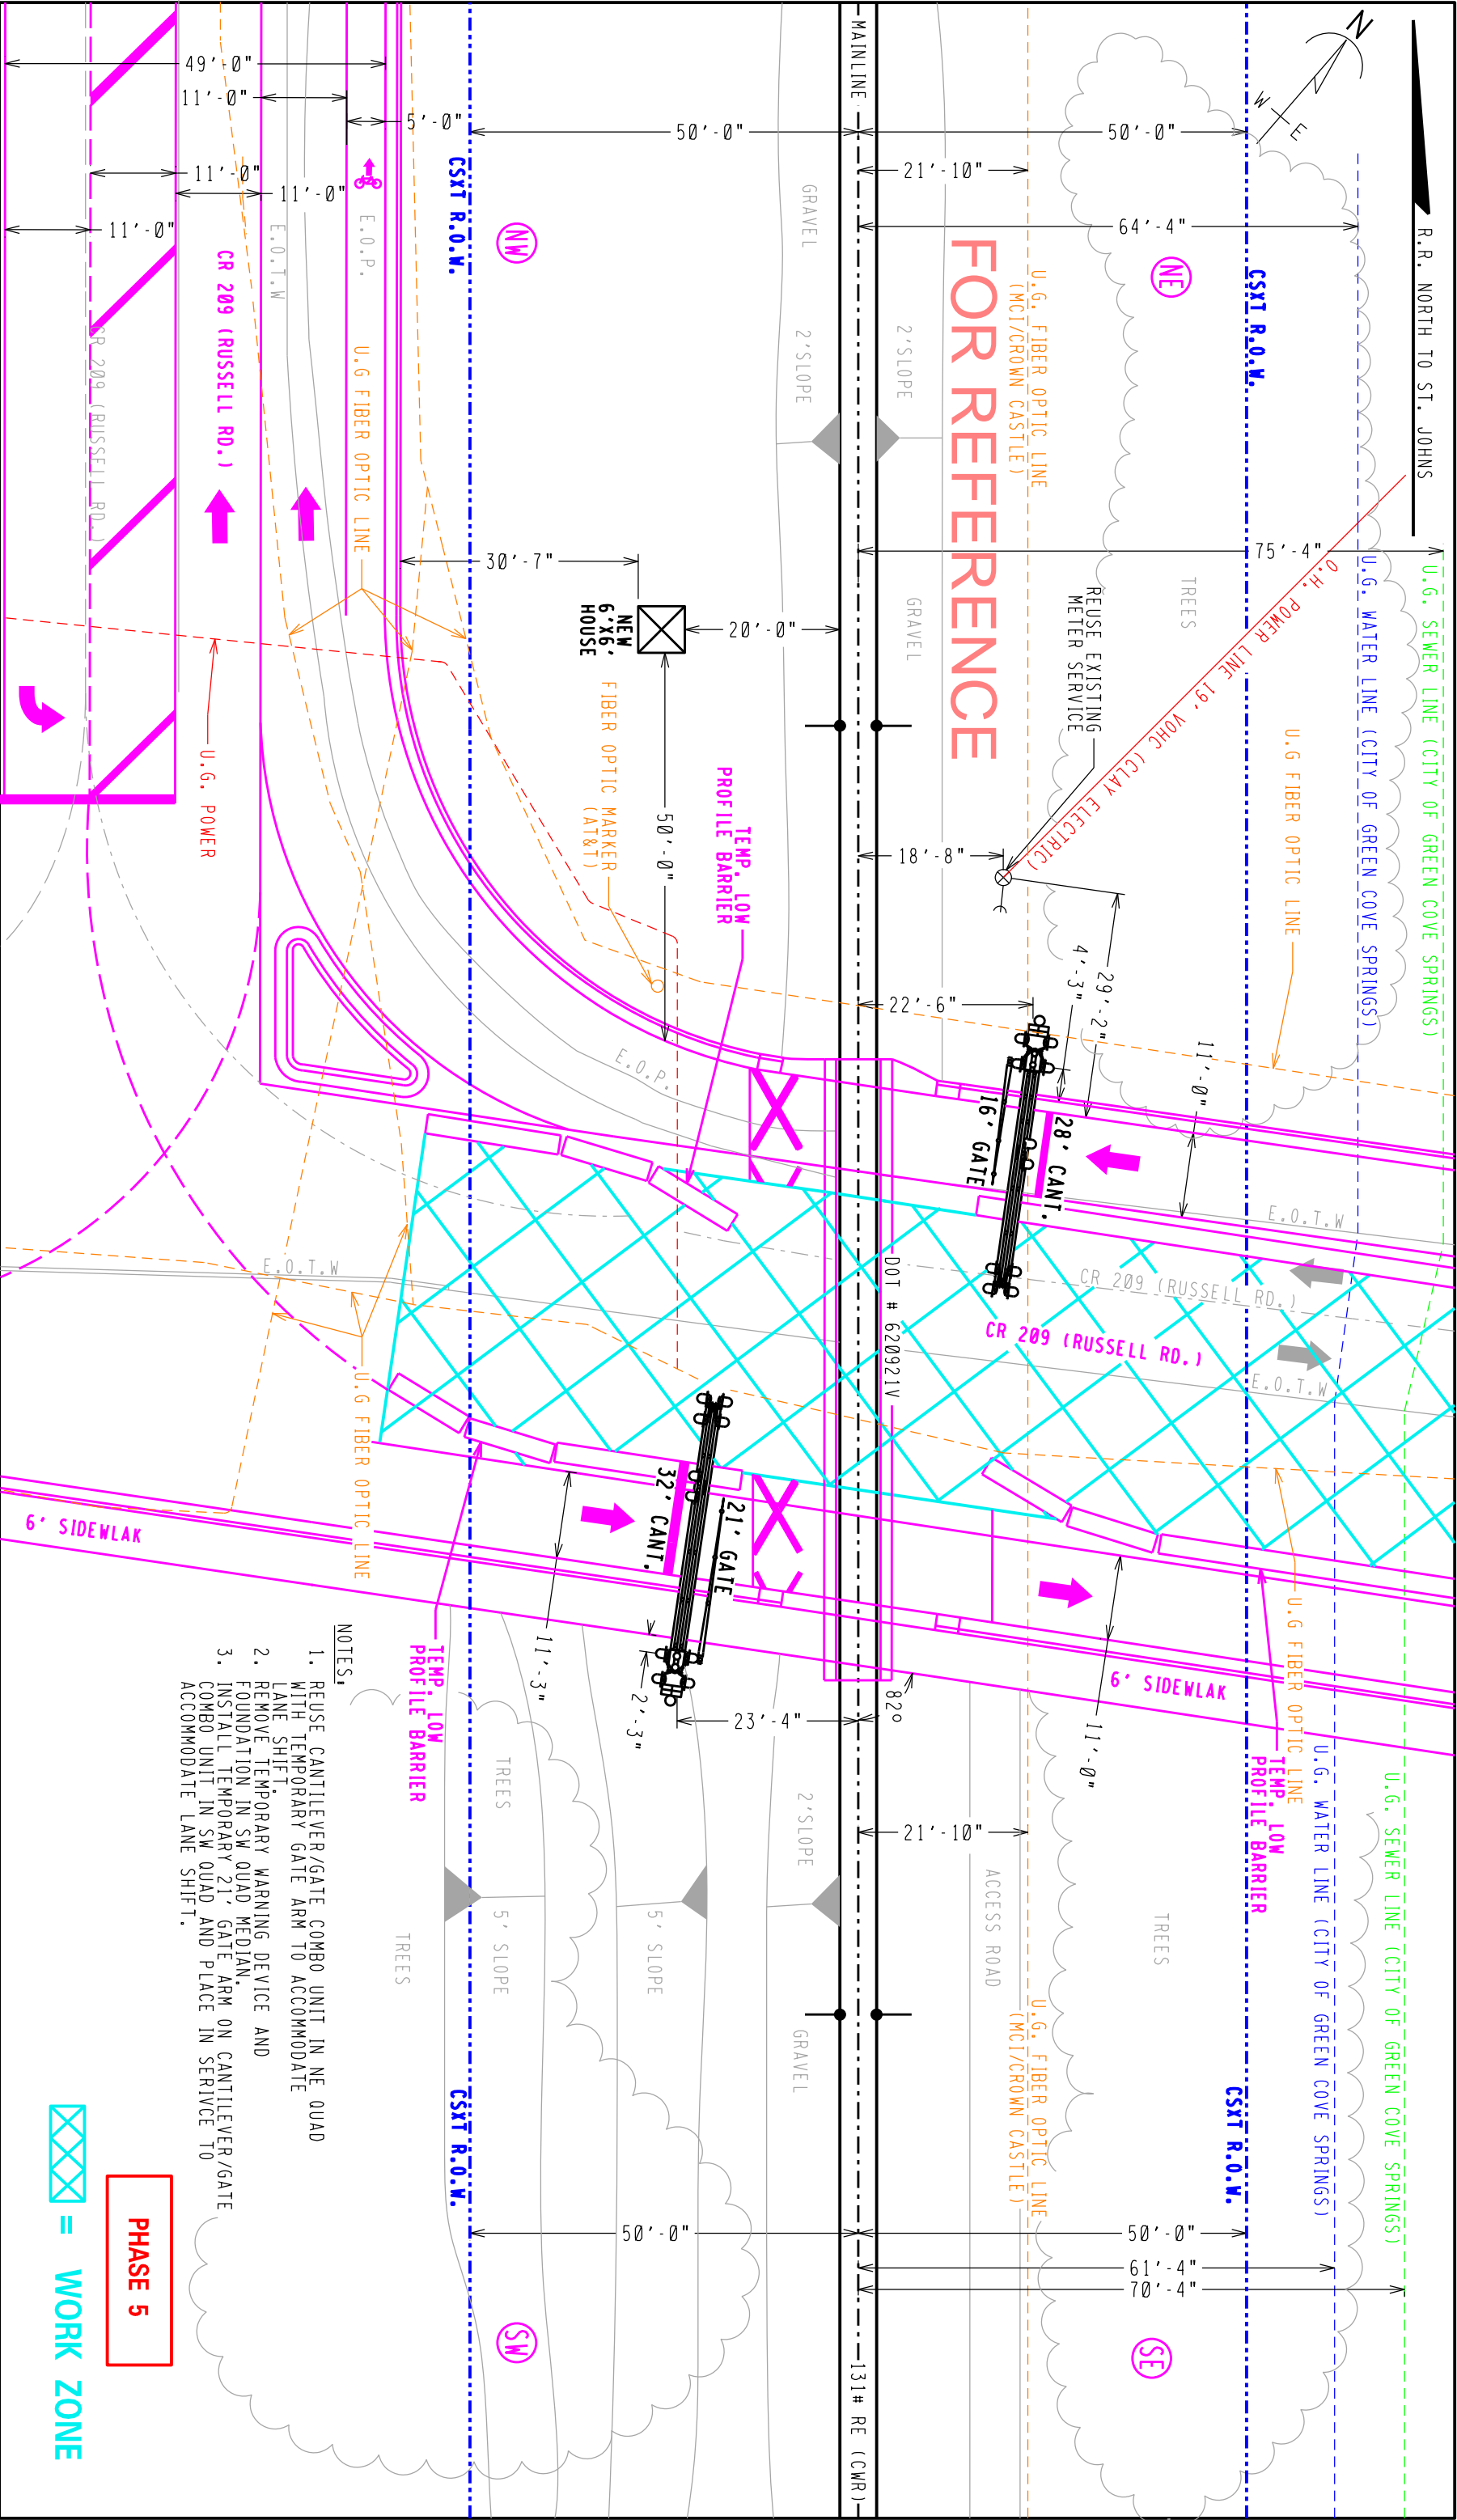 R.R. NORTH TO ST. JOHNS
N
W
E
U.G. SEWER LINE (CITY OF GREEN COVE SPRINGS)
U.G. WATER LINE (CITY OF GREEN COVE SPRINGS)
O.H. POWER LINE 19' VOHC (CLAY ELECTRIC)
U.G FIBER OPTIC LINE
CSXT R.O.W.
NE
TREES
REUSE EXISTING
METER SERVICE
U.G. FIBER OPTIC LINE
(MCI/CROWN CASTLE)
FOR REFERENCE
50'-0"
21'-10"
64'-4"
75'-4"
18'-8"
22'-6"
29'-2"
4'-3"
11'-0"
GRAVEL
2'SLOPE
MAINLINE
2'SLOPE
GRAVEL
50'-0"
20'-0"
30'-7"
50'-0"
NEW
6'X6'
HOUSE
FIBER OPTIC MARKER
(AT&T)
TEMP. LOW
PROFILE BARRIER
NW
CSXT R.O.W.
49'-0"
11'-0"
5'-0"
11'-0"
11'-0"
11'-0"
E.O.P.
E.O.T.W
U.G FIBER OPTIC LINE
CR 209 (RUSSELL RD.)
CR 209 (RUSSELL RD.)
U.G. POWER
E.O.P.
16' GATE
28' CANT.
E.O.T.W
CR 209 (RUSSELL RD.)
CR 209 (RUSSELL RD.)
E.O.T.W
DOT # 620921V
E.O.T.W
U.G FIBER OPTIC LINE
32' CANT.
21' GATE
6' SIDEWLAK
11'-3"
2'-3"
23'-4"
82°
TEMP. LOW
PROFILE BARRIER
6' SIDEWLAK
11'-0"
U.G FIBER OPTIC LINE
TEMP. LOW
PROFILE BARRIER
U.G. WATER LINE (CITY OF GREEN COVE SPRINGS)
U.G. SEWER LINE (CITY OF GREEN COVE SPRINGS)
21'-10"
ACCESS ROAD
TREES
U.G. FIBER OPTIC LINE
(MCI/CROWN CASTLE)
CSXT R.O.W.
50'-0"
61'-4"
70'-4"
SE
131# RE (CWR)
2'SLOPE
GRAVEL
5' SLOPE
5' SLOPE
TREES
TREES
CSXT R.O.W.
50'-0"
SW
NOTES:
1. REUSE CANTILEVER/GATE COMBO UNIT IN NE QUAD
WITH TEMPORARY GATE ARM TO ACCOMMODATE
LANE SHIFT.
2. REMOVE TEMPORARY WARNING DEVICE AND
FOUNDATION IN SW QUAD MEDIAN.
3. INSTALL TEMPORARY 21' GATE ARM ON CANTILEVER/GATE
COMBO UNIT IN SW QUAD AND PLACE IN SERIVCE TO
ACCOMMODATE LANE SHIFT.
PHASE 5
= WORK ZONE